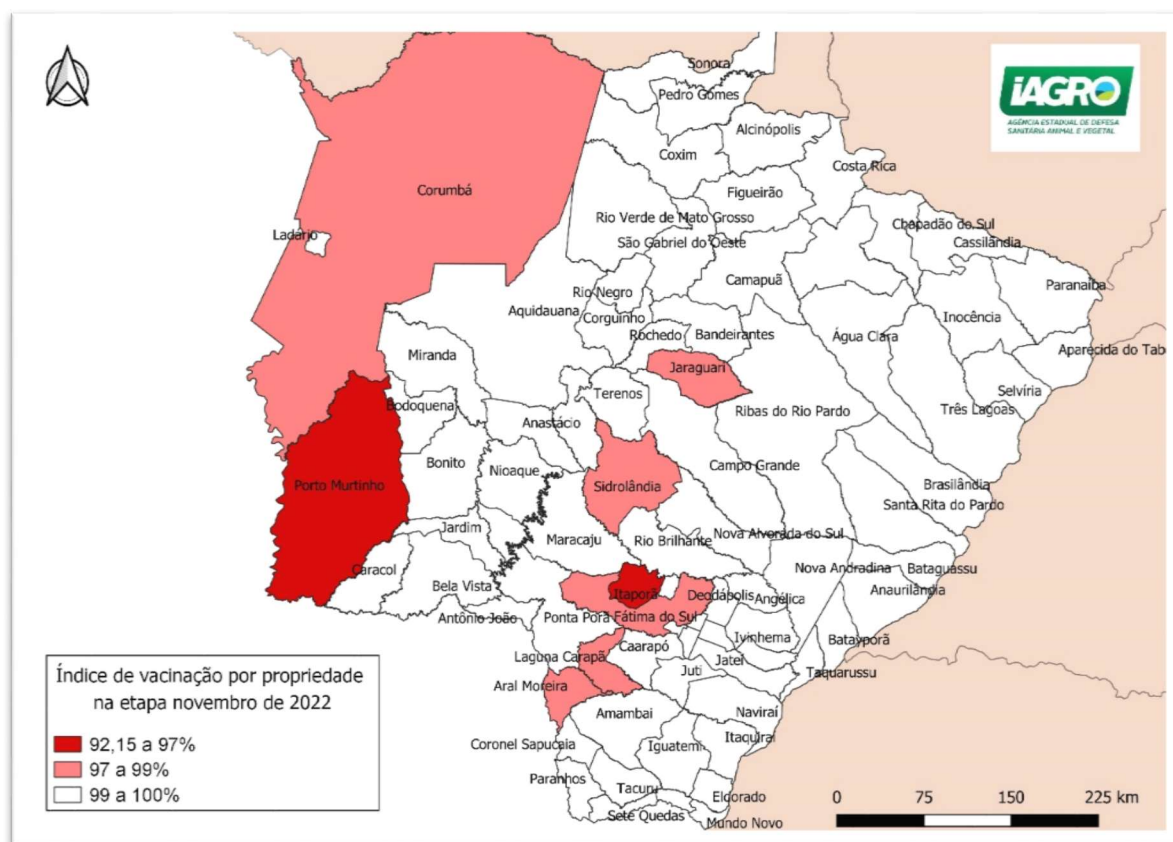 iAGRO
AGÊNCIA ESTADUAL DE DEFESA
SANITÁRIA ANIMAL E VEGETAL
Sonora
Pedro Gomes
Alcinópolis
Coxim
Costa Rica
Corumbá
Figueirão
Rio Verde de Mato Grosso
Chapadão do Sul
Ladário
São Gabriel do Oeste
Cassilândia
Camapuã
Paranaíba
Rio Negro
Aquidauana
Corguinho
Inocência
Rochedo
Bandeirantes
Água Clara
Miranda
Aparecida do Tab
Jaraguari
Selvíria
Terenos
Bodoquena
Ribas do Rio Pardo
Três Lagoas
Anastácio
Bonito
Nioaque
Campo Grande
Porto Murtinho
Sidrolândia
Brasilândia
Santa Rita do Pardo
Jardim
Maracaju
Rio Brilhante
Nova Alvorada do Sul
Caracol
Nova Andradina
Bataguassu
Bela Vista
Itaporã
Deodápolis
Angélica
Anaurilândia
Antônio João
Ponta Porã
Fátima do Sul
Ivinhema
Batayporã
Laguna Carapã
Caarapó
Jateí
Juti
Taquarussu
Aral Moreira
Amambai
Naviraí
Coronel Sapucaia
Iguatemi
Itaquiraí
Paranhos
Tacuru
Eldorado
Sete Quedas
Mundo Novo
Índice de vacinação por propriedade
na etapa novembro de 2022
92,15 a 97%
97 a 99%
99 a 100%
0 75 150 225 km